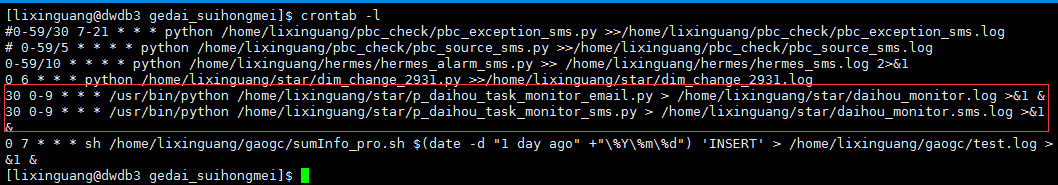 [lixinguang@dwdb3 gedai_suihongmei]$ crontab -l
#0-59/30 7-21 * * * python /home/lixinguang/pbc_check/pbc_exception_sms.py >>/home/lixinguang/pbc_check/pbc_exception_sms.log
# 0-59/5 * * * * python /home/lixinguang/pbc_check/pbc_source_sms.py >>/home/lixinguang/pbc_check/pbc_source_sms.log
0-59/10 * * * * python /home/lixinguang/hermes/hermes_alarm_sms.py >> /home/lixinguang/hermes/sms.log 2>&1
0 6 * * * python /home/lixinguang/star/dim_change_2931.py >>/home/lixinguang/star/dim_change_2931.log
30 0-9 * * * /usr/bin/python /home/lixinguang/star/p_daihou_task_monitor_email.py > /home/lixinguang/star/daihou_monitor.log >&1 &
30 0-9 * * * /usr/bin/python /home/lixinguang/star/p_daihou_task_monitor_sms.py > /home/lixinguang/star/daihou_monitor.sms.log >&1
&
0 7 * * * sh /home/lixinguang/gaogc/sumInfo_pro.sh $(date -d "1 day ago" +"\%Y\%m\%d") 'INSERT' > /home/lixinguang/gaogc/test.log >
&1 &
[lixinguang@dwdb3 gedai_suihongmei]$